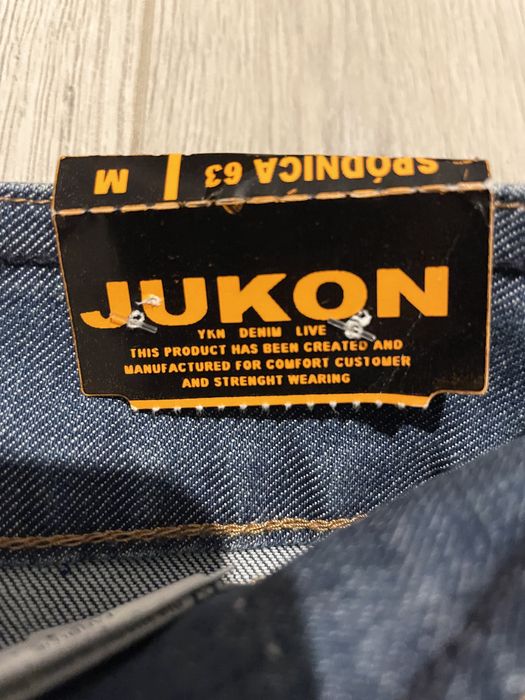 SPÓDNICA 63 | M
JUKON
YKN DENIM LIVE
THIS PRODUCT HAS BEEN CREATED AND
MANUFACTURED FOR COMFORT CUSTOMER
AND STRENGHT WEARING